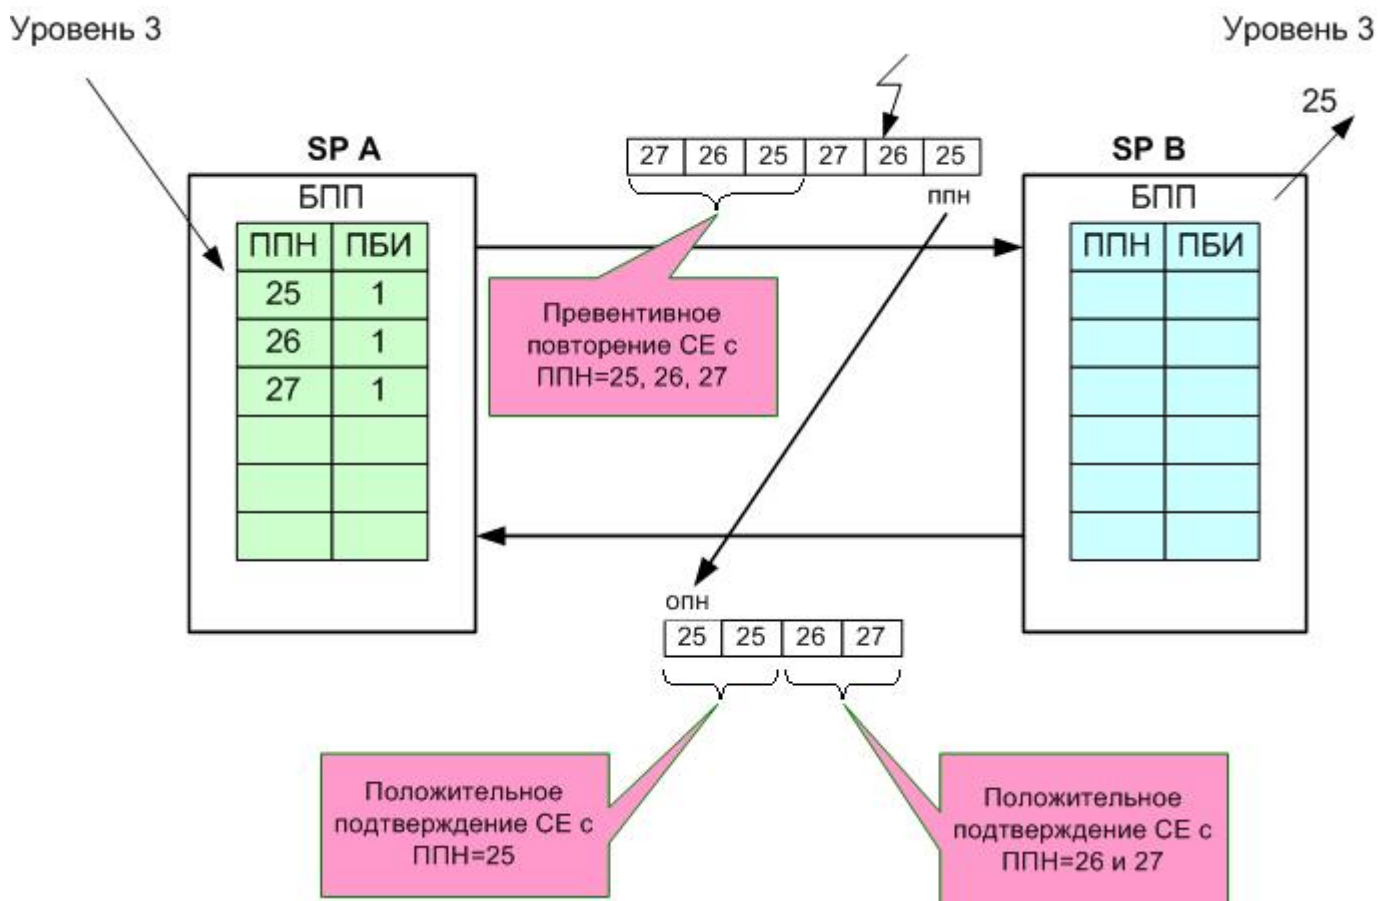 Уровень 3
Уровень 3
25
SP A
27 26 25 27 26 25
SP B
БПП
ппн
БПП
ППН ПБИ
ППН ПБИ
25 1
26 1
27 1
Превентивное
повторение СЕ с
ППН=25, 26, 27
опн
25 25 26 27
Положительное
подтверждение СЕ с
ППН=25
Положительное
подтверждение СЕ с
ППН=26 и 27